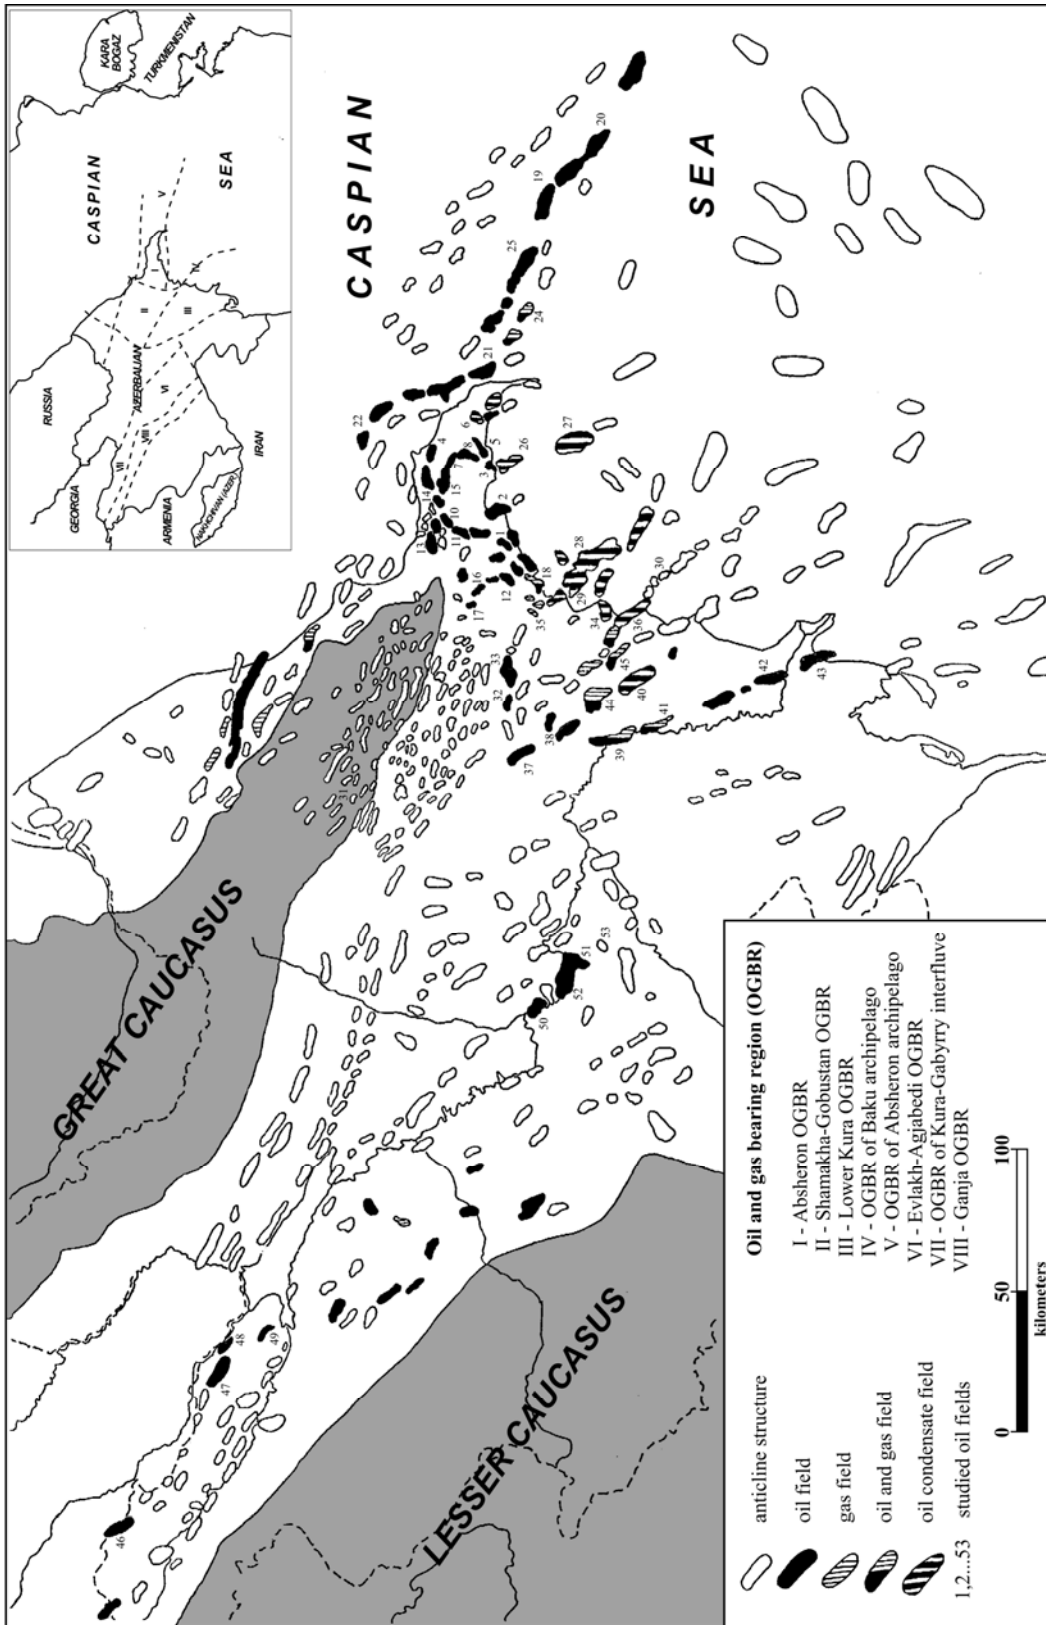 KARA
BOGAZ
TURKMENISTAN
CASPIAN
SEA
RUSSIA
GEORGIA
AZERBAIJAN
ARMENIA
NAKHCHIVAN (AZER)
IRAN
I
II
III
IV
V
VI
VII
VIII
CASPIAN
SEA
GREAT CAUCASUS
LESSER CAUCASUS
1
2
3
4
5
6
7
8
10
11
12
13
14
15
16
17
18
19
20
21
22
24
25
26
27
28
29
30
31
32
33
34
35
36
37
38
39
40
41
42
43
44
45
46
47
48
49
50
51
52
53
anticline structure
oil field
gas field
oil and gas field
oil condensate field
1,2...53 studied oil fields
Oil and gas bearing region (OGBR)
I - Absheron OGBR
II - Shamakha-Gobustan OGBR
III - Lower Kura OGBR
IV - OGBR of Baku archipelago
V - OGBR of Absheron archipelago
VI - Evlakh-Agjabedi OGBR
VII - OGBR of Kura-Gabyrry interfluve
VIII - Ganja OGBR
0 50 100
kilometers